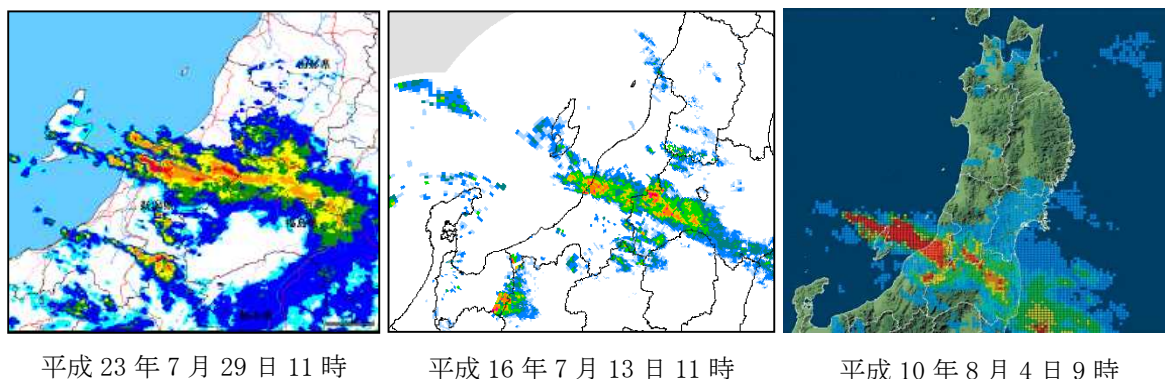 平成 23 年 7 月 29 日 11 時
平成 16 年 7 月 13 日 11 時
平成 10 年 8 月 4 日 9 時